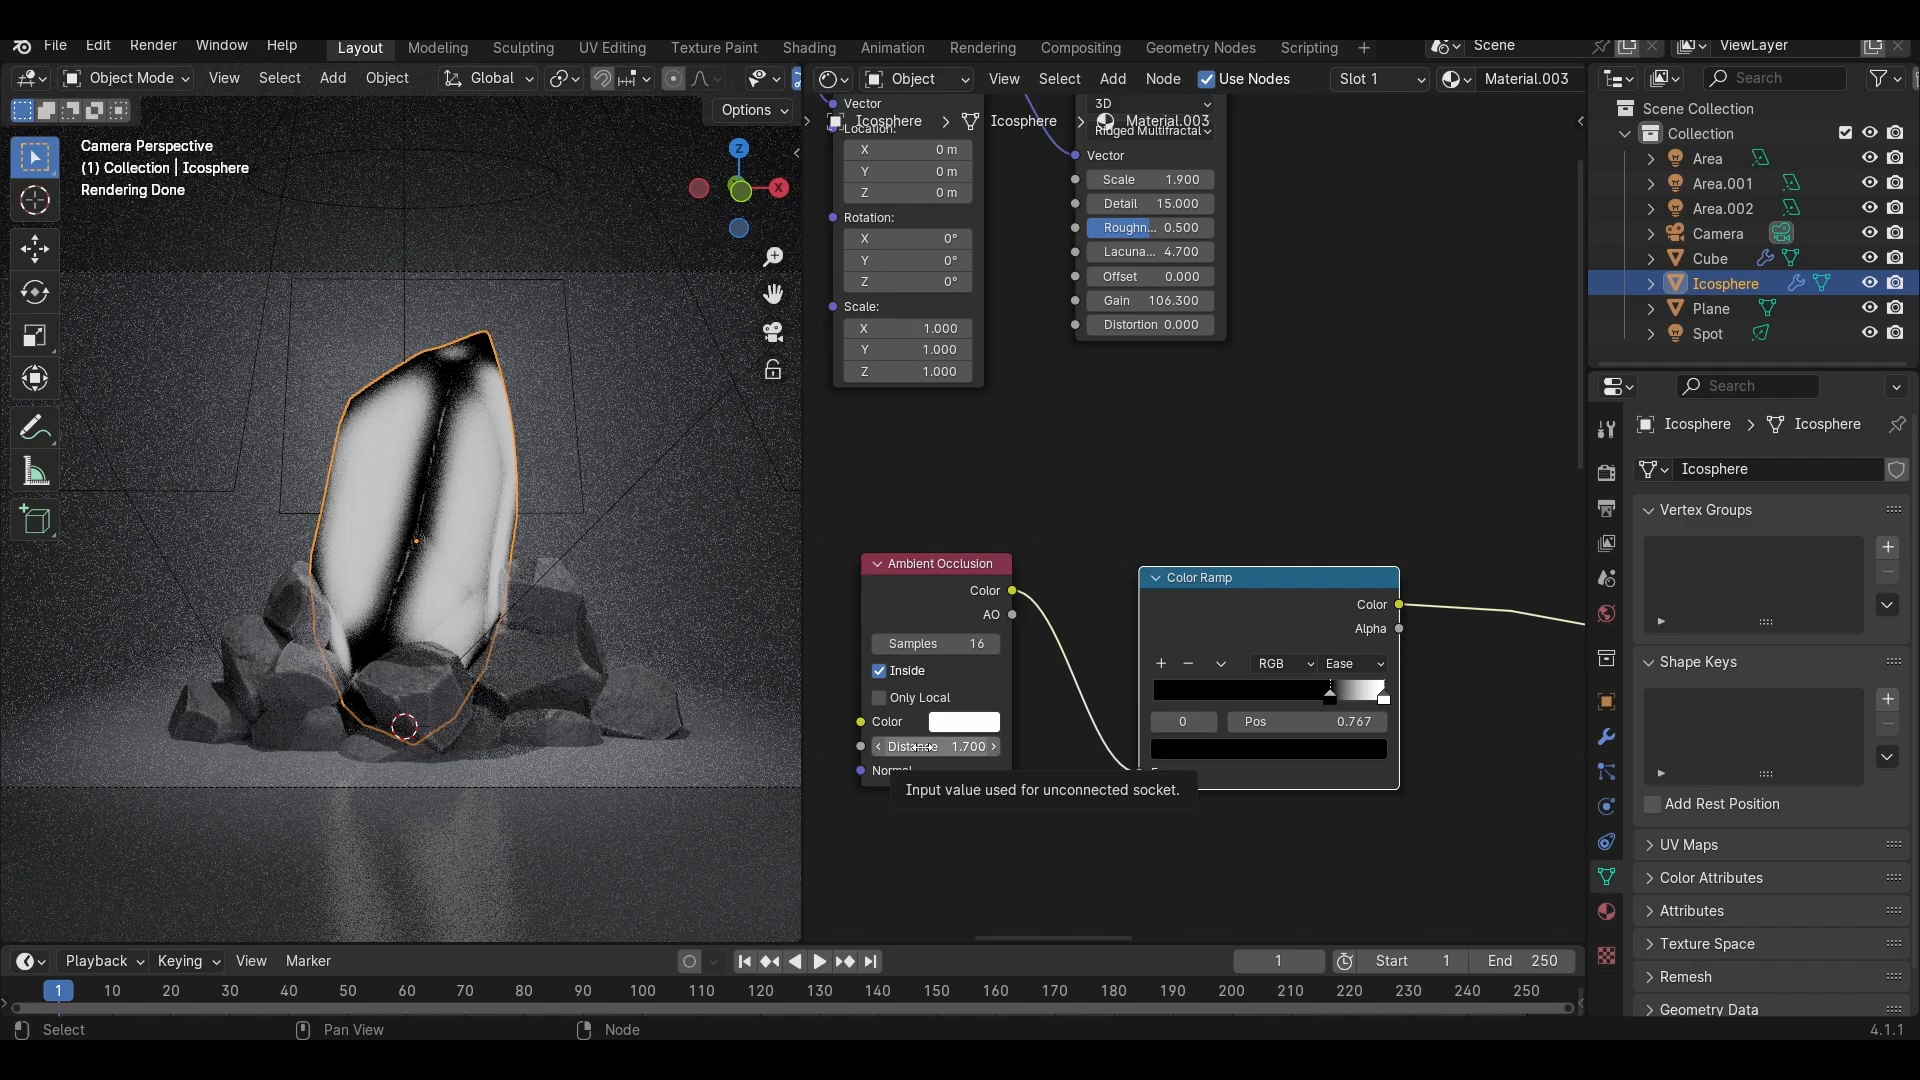 File Edit Render Window Help Layout Modeling Sculpting UV Editing Texture Paint Shading Animation Rendering Compositing Geometry Nodes Scripting + Scene ViewLayer
Object Mode View Select Add Object Global
Options
Camera Perspective
(1) Collection | Icosphere
Rendering Done
Z
X
Object View Select Add Node Use Nodes Slot 1 Material.003
Icosphere > Icosphere > Material.003
Vector
Location:
X 0 m
Y 0 m
Z 0 m
Rotation:
X 0°
Y 0°
Z 0°
Scale:
X 1.000
Y 1.000
Z 1.000
3D
Ridged Multifractal
Vector
Scale 1.900
Detail 15.000
Roughn... 0.500
Lacuna... 4.700
Offset 0.000
Gain 106.300
Distortion 0.000
Ambient Occlusion
Color
AO
Samples 16
Inside
Only Local
Color
Distance 1.700
Normal
Input value used for unconnected socket.
Color Ramp
Color
Alpha
+ − RGB Ease
0 Pos 0.767
Search
Scene Collection
Collection
Area
Area.001
Area.002
Camera
Cube
Icosphere
Plane
Spot
Search
Icosphere > Icosphere
Icosphere
Vertex Groups
Shape Keys
Add Rest Position
UV Maps
Color Attributes
Attributes
Texture Space
Remesh
Geometry Data
Playback Keying View Marker 1 Start 1 End 250
1 10 20 30 40 50 60 70 80 90 100 110 120 130 140 150 160 170 180 190 200 210 220 230 240 250
Select Pan View Node 4.1.1